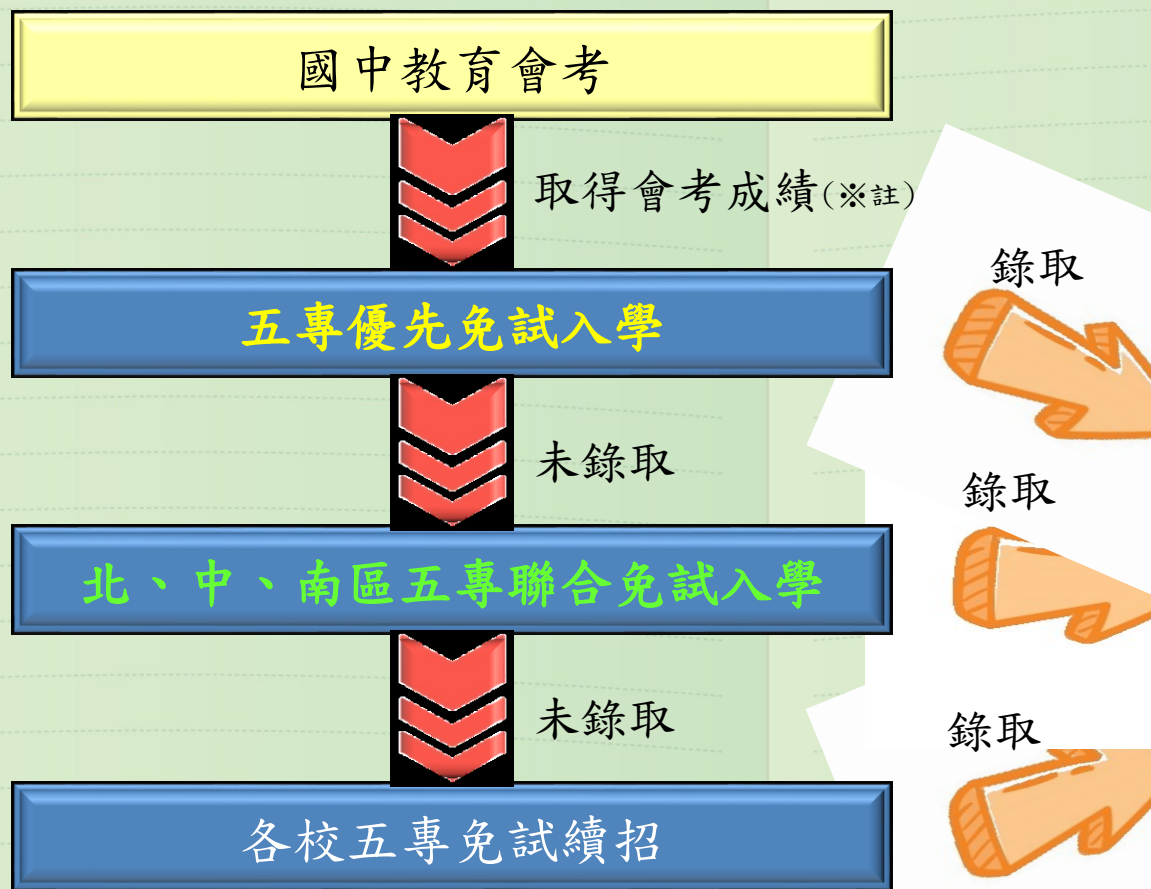 國中教育會考
取得會考成績(※註)
錄取
五專優先免試入學
未錄取
錄取
北、中、南區五專聯合免試入學
未錄取
錄取
各校五專免試續招